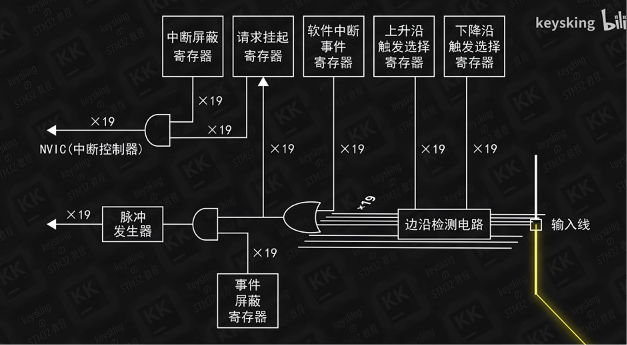 keysking bili
中断屏蔽
寄存器
请求挂起
寄存器
软件中断
事件
寄存器
上升沿
触发选择
寄存器
下降沿
触发选择
寄存器
×19
×19
×19
NVIC(中断控制器)
×19
×19
×19
×19
×19
×19
脉冲
发生器
边沿检测电路
输入线
×19
事件
屏蔽
寄存器